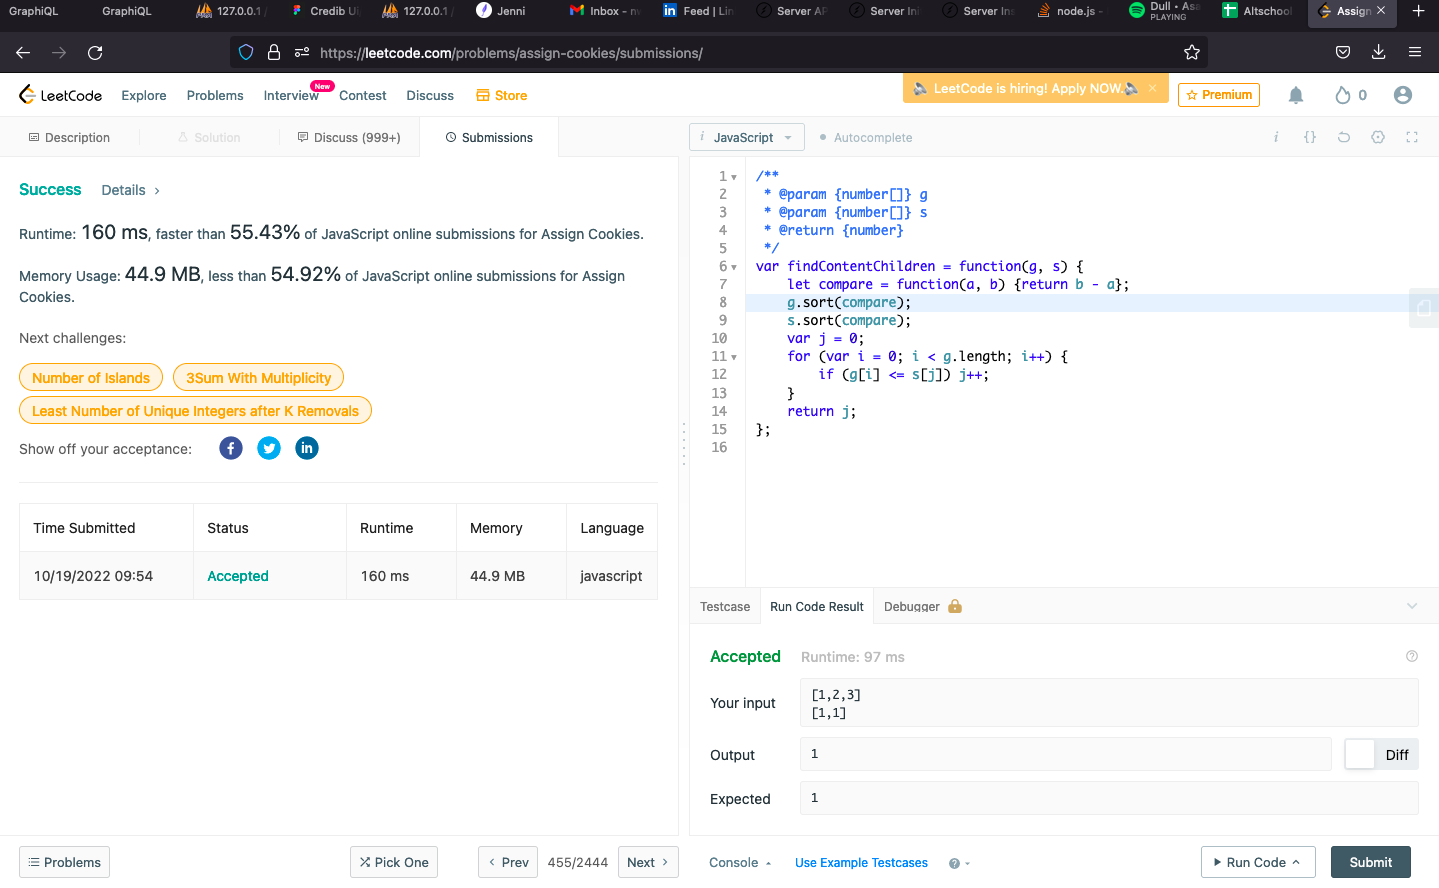 GraphiQL GraphiQL 127.0.0.1 / Credib Ui 127.0.0.1 / Jenni Inbox - nw Feed | Lin Server AP Server Ini Server Ins node.js - Dull • Asa PLAYING Altschool Assign
https://leetcode.com/problems/assign-cookies/submissions/
LeetCode Explore Problems Interview New Contest Discuss Store LeetCode is hiring! Apply NOW. Premium 0
Description Solution Discuss (999+) Submissions
i JavaScript Autocomplete i {}
Success Details >
Runtime: 160 ms, faster than 55.43% of JavaScript online submissions for Assign Cookies.
Memory Usage: 44.9 MB, less than 54.92% of JavaScript online submissions for Assign
Cookies.
Next challenges:
Number of Islands 3Sum With Multiplicity
Least Number of Unique Integers after K Removals
Show off your acceptance:
Time Submitted Status Runtime Memory Language
10/19/2022 09:54 Accepted 160 ms 44.9 MB javascript
1 /**
2 * @param {number[]} g
3 * @param {number[]} s
4 * @return {number}
5 */
6 var findContentChildren = function(g, s) {
7 let compare = function(a, b) {return b - a};
8 g.sort(compare);
9 s.sort(compare);
10 var j = 0;
11 for (var i = 0; i < g.length; i++) {
12 if (g[i] <= s[j]) j++;
13 }
14 return j;
15 };
16
Testcase Run Code Result Debugger
Accepted Runtime: 97 ms
Your input [1,2,3]
[1,1]
Output 1 Diff
Expected 1
Problems Pick One < Prev 455/2444 Next > Console Use Example Testcases Run Code Submit